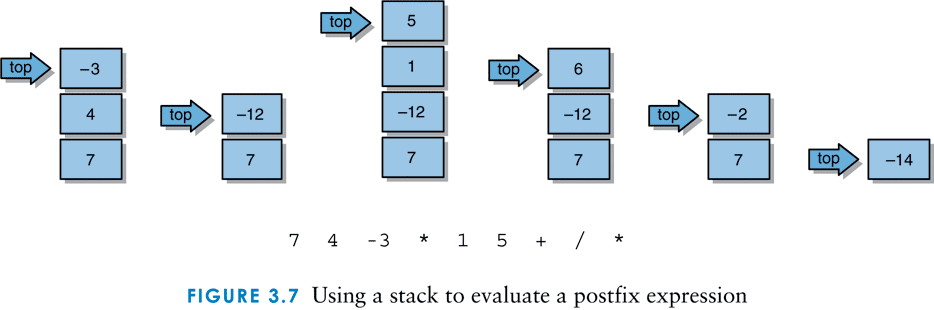 top -3
4
7
top -12
7
top 5
1
-12
7
top 6
-12
7
top -2
7
top -14
7 4 -3 * 1 5 + / *
FIGURE 3.7 Using a stack to evaluate a postfix expression